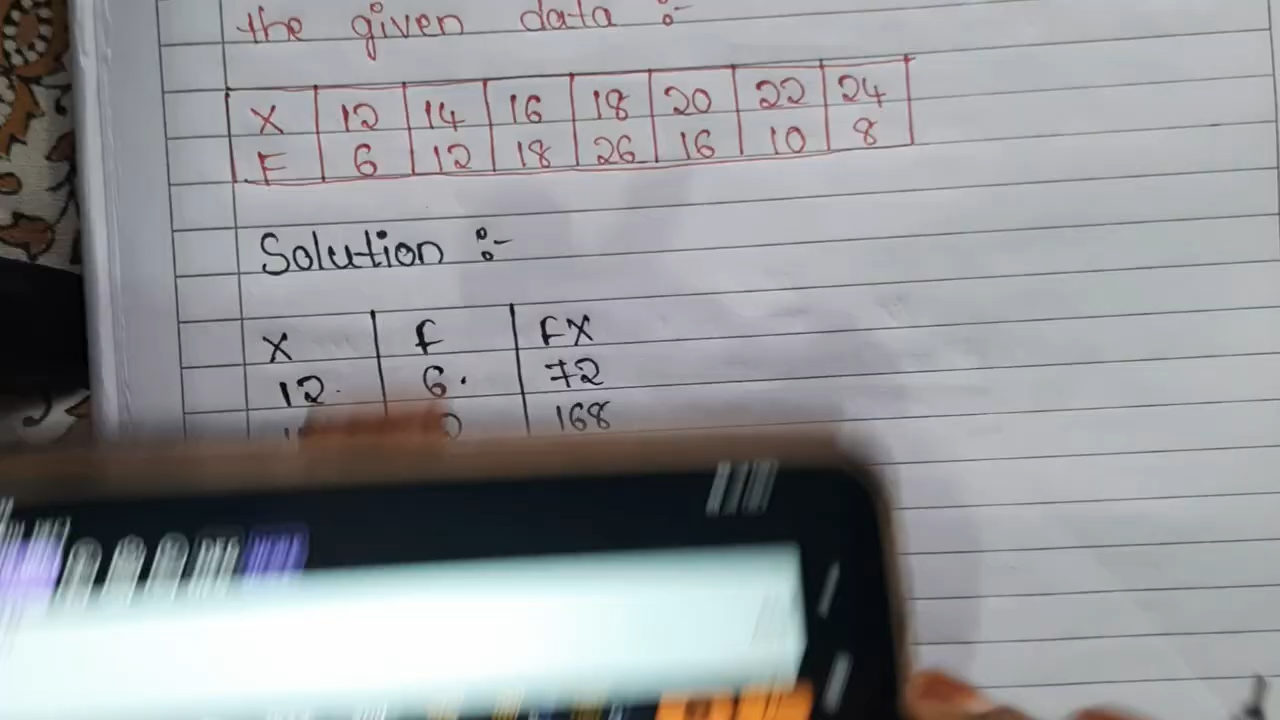 the given data :-
X 12 14 16 18 20 22 24
F 6 12 18 26 16 10 8
Solution :-
X F FX
12 6 72
168